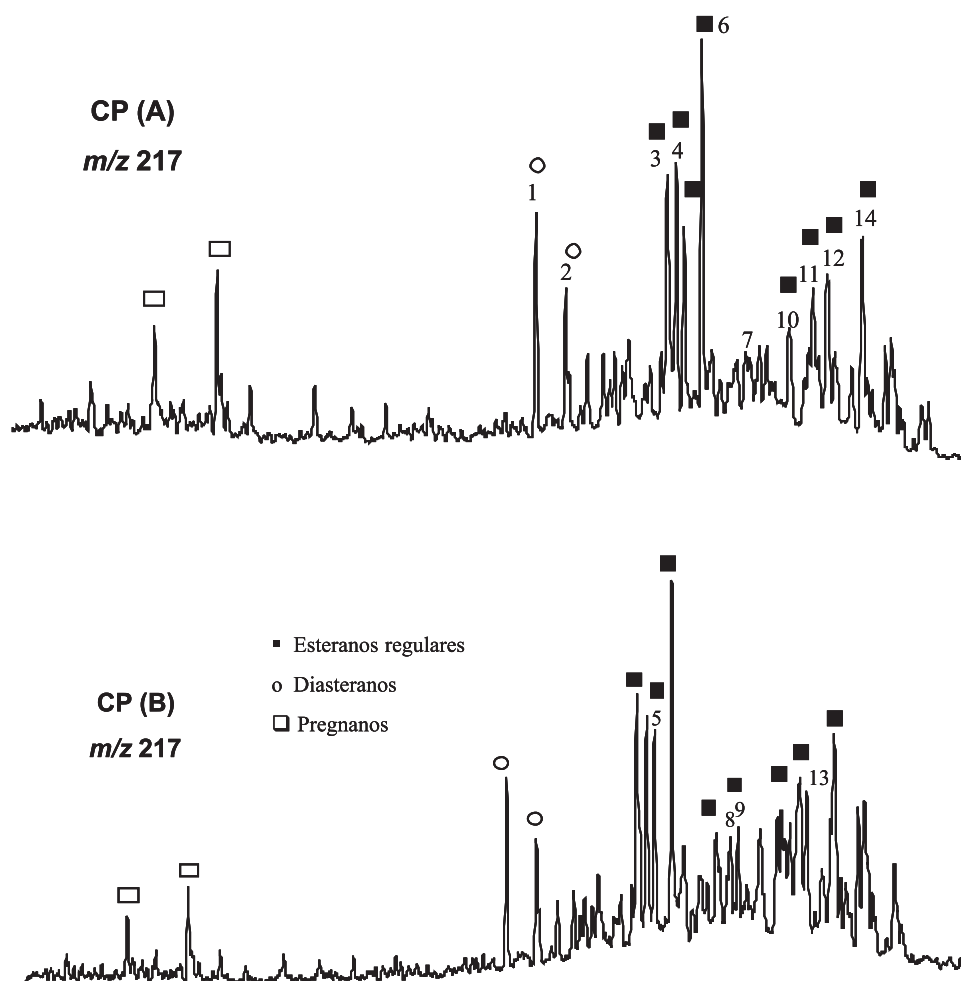 CP (A)
m/z 217
6
3 4
1
2
14
12
11
10
7
CP (B)
m/z 217
Esteranos regulares
Diasteranos
Pregnanos
5
8 9
13